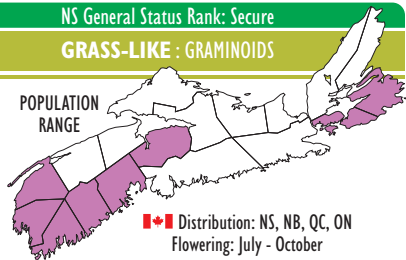 NS General Status Rank: Secure
GRASS-LIKE : GRAMINOIDS
POPULATION
RANGE
Distribution: NS, NB, QC, ON
Flowering: July - October